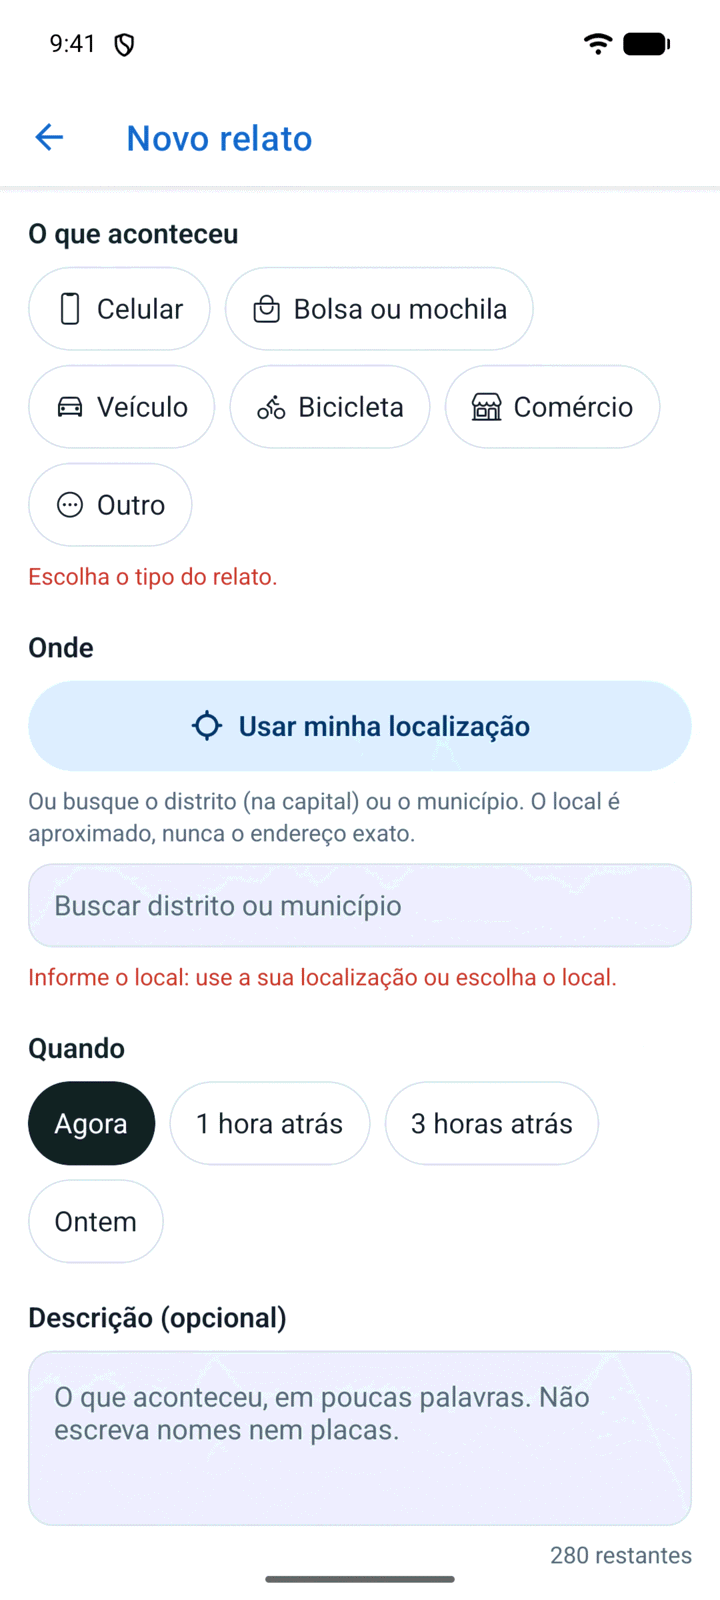 9:41
Novo relato
O que aconteceu
Celular
Bolsa ou mochila
Veículo
Bicicleta
Comércio
Outro
Escolha o tipo do relato.
Onde
Usar minha localização
Ou busque o distrito (na capital) ou o município. O local é
aproximado, nunca o endereço exato.
Buscar distrito ou município
Informe o local: use a sua localização ou escolha o local.
Quando
Agora
1 hora atrás
3 horas atrás
Ontem
Descrição (opcional)
O que aconteceu, em poucas palavras. Não
escreva nomes nem placas.
280 restantes